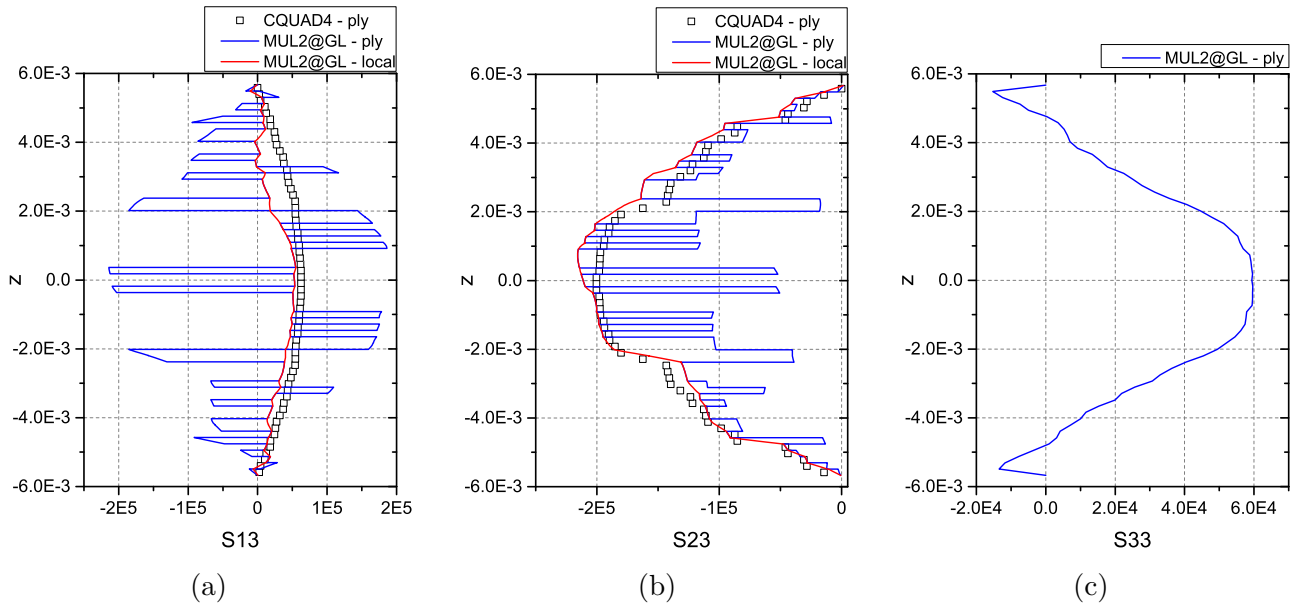 CQUAD4 - ply
MUL2@GL - ply
MUL2@GL - local
6.0E-3
4.0E-3
2.0E-3
0.0
-2.0E-3
-4.0E-3
-6.0E-3
z
-2E5 -1E5 0 1E5 2E5
S13
(a)
CQUAD4 - ply
MUL2@GL - ply
MUL2@GL - local
6.0E-3
4.0E-3
2.0E-3
0.0
-2.0E-3
-4.0E-3
-6.0E-3
z
-2E5 -1E5 0
S23
(b)
MUL2@GL - ply
6.0E-3
4.0E-3
2.0E-3
0.0
-2.0E-3
-4.0E-3
-6.0E-3
z
-2.0E4 0.0 2.0E4 4.0E4 6.0E4
S33
(c)